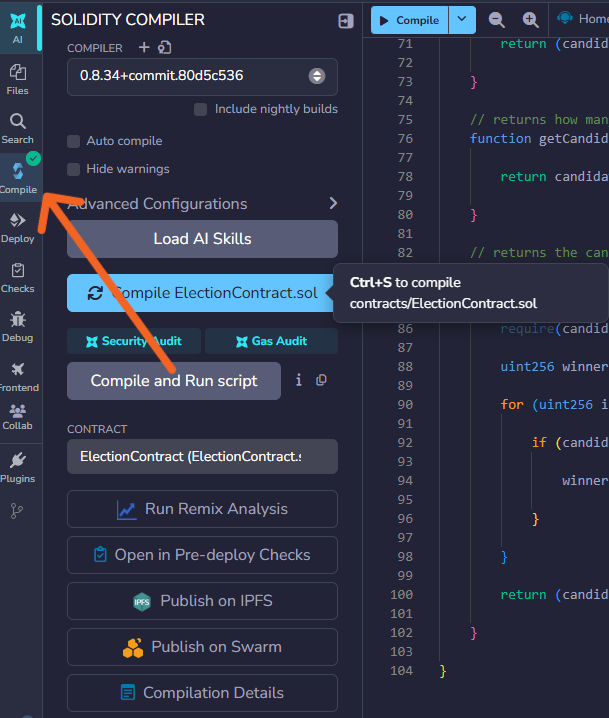 AI
Files
Search
Compile
Deploy
Checks
Debug
Frontend
Collab
Plugins
SOLIDITY COMPILER
COMPILER
0.8.34+commit.80d5c536
Include nightly builds
Auto compile
Hide warnings
Advanced Configurations
Load AI Skills
Compile ElectionContract.sol
Security Audit
Gas Audit
Compile and Run script
i
CONTRACT
ElectionContract (ElectionContract.s
Run Remix Analysis
Open in Pre-deploy Checks
IPFS
Publish on IPFS
Publish on Swarm
Compilation Details
Compile
Home
Ctrl+S to compile
contracts/ElectionContract.sol
71 return (candid
72
73 }
74
75 // returns how man
76 function getCandid
77
78 return candida
79
80 }
81
82 // returns the can
86 require(candid
87
88 uint256 winner
89
90 for (uint256 i
91
92 if (candid
93
94 winner
95
96 }
97
98 }
99
100 return (candid
101
102 }
103
104 }